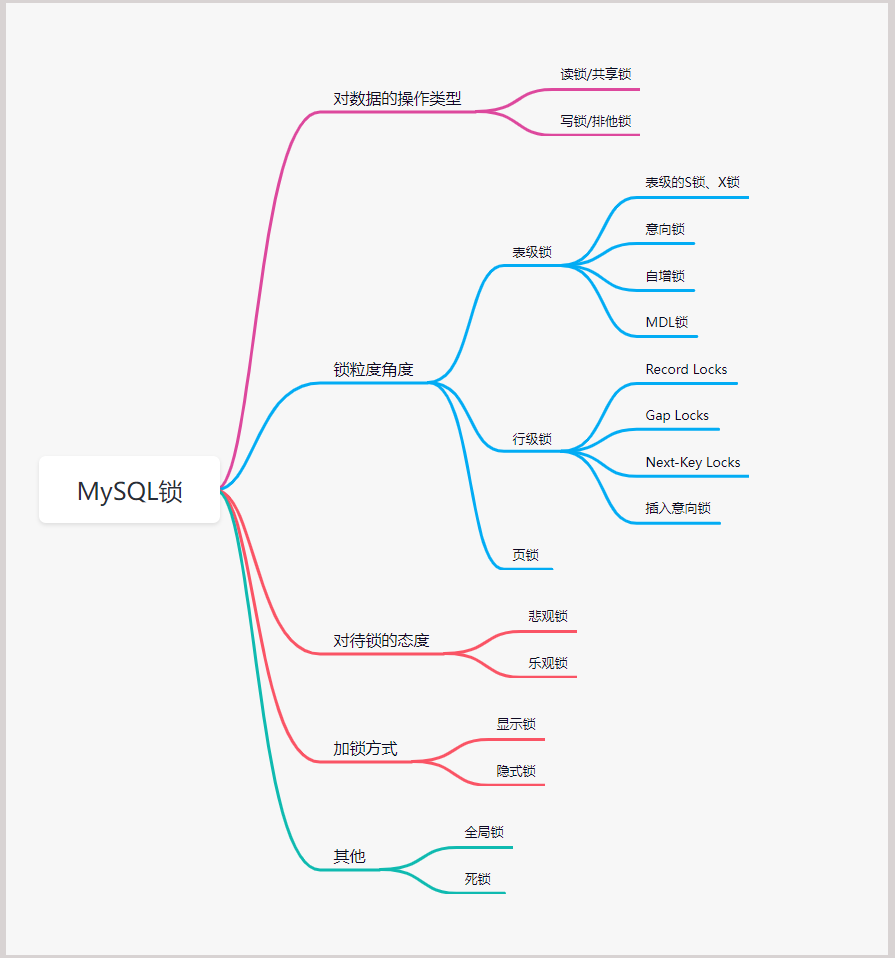 MySQL锁
对数据的操作类型
读锁/共享锁
写锁/排他锁
锁粒度角度
表级锁
表级的S锁、X锁
意向锁
自增锁
MDL锁
行级锁
Record Locks
Gap Locks
Next-Key Locks
插入意向锁
页锁
对待锁的态度
悲观锁
乐观锁
加锁方式
显示锁
隐式锁
其他
全局锁
死锁